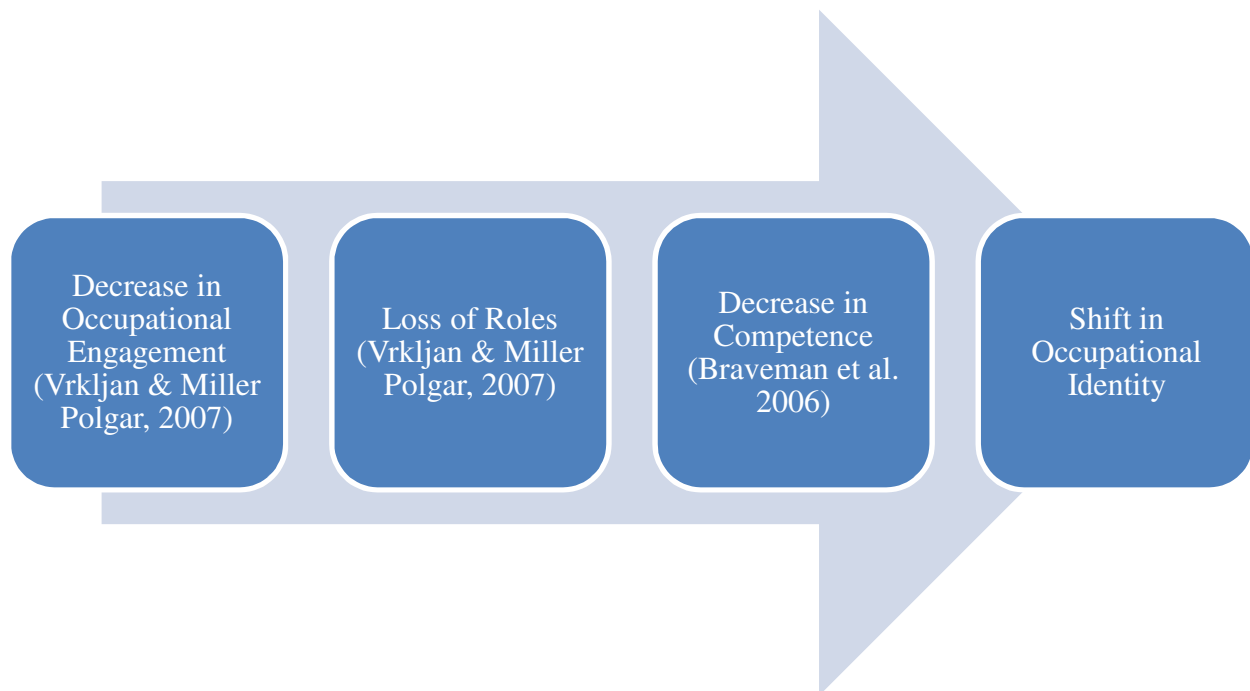 Decrease in
Occupational
Engagement
(Vrkljan & Miller
Polgar, 2007)
Loss of Roles
(Vrkljan & Miller
Polgar, 2007)
Decrease in
Competence
(Braveman et al.
2006)
Shift in
Occupational
Identity